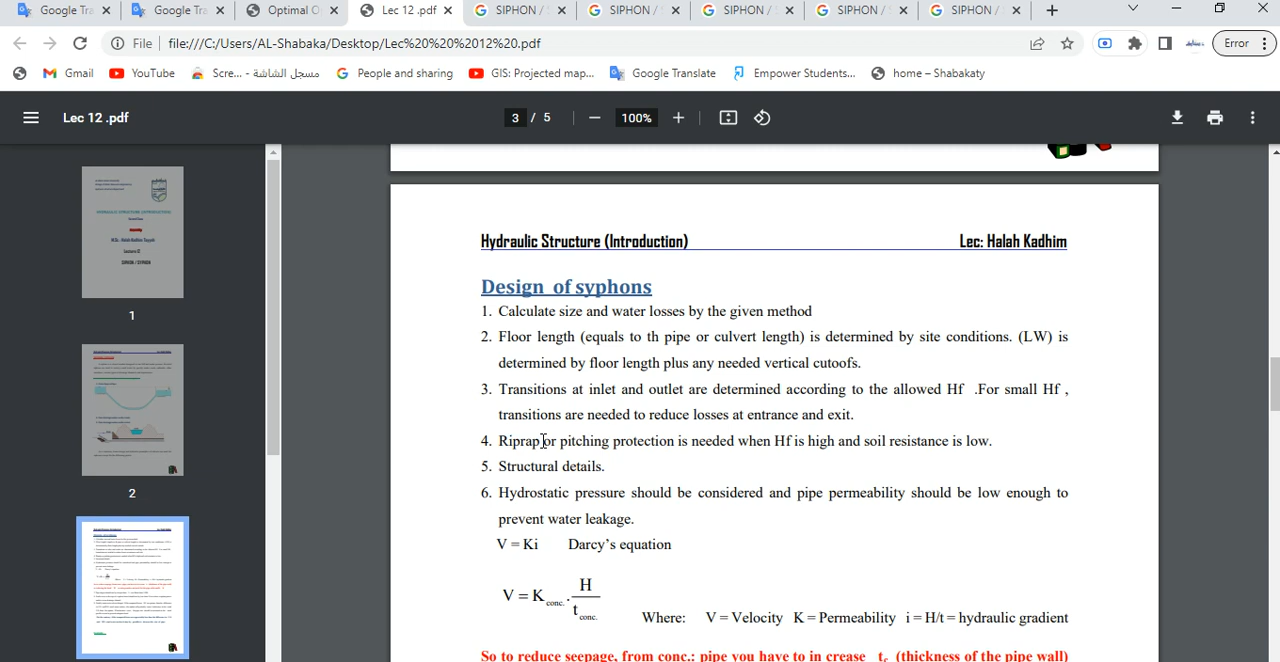 Google Tra
Google Tra
Optimal O
Lec 12 .pdf
SIPHON /
SIPHON /
SIPHON /
SIPHON /
SIPHON /
File
file:///C:/Users/AL-Shabaka/Desktop/Lec%20%20%2012%20.pdf
Error
Gmail
YouTube
Scre... - مسجل الشاشة
People and sharing
GIS: Projected map...
Google Translate
Empower Students...
home – Shabakaty
Lec 12 .pdf
3 / 5
100%
Hydraulic Structure (Introduction) Lec: Halah Kadhim
Design of syphons
1. Calculate size and water losses by the given method
2. Floor length (equals to th pipe or culvert length) is determined by site conditions. (LW) is
determined by floor length plus any needed vertical cutoofs.
3. Transitions at inlet and outlet are determined according to the allowed Hf .For small Hf ,
transitions are needed to reduce losses at entrance and exit.
4. Riprap or pitching protection is needed when Hf is high and soil resistance is low.
5. Structural details.
6. Hydrostatic pressure should be considered and pipe permeability should be low enough to
prevent water leakage.
V = Ki Darcy's equation
V = K conc. . H / t conc.
Where: V = Velocity K = Permeability i = H/t = hydraulic gradient
So to reduce seepage, from conc.: pipe you have to in crease tc (thickness of the pipe wall)
1
2